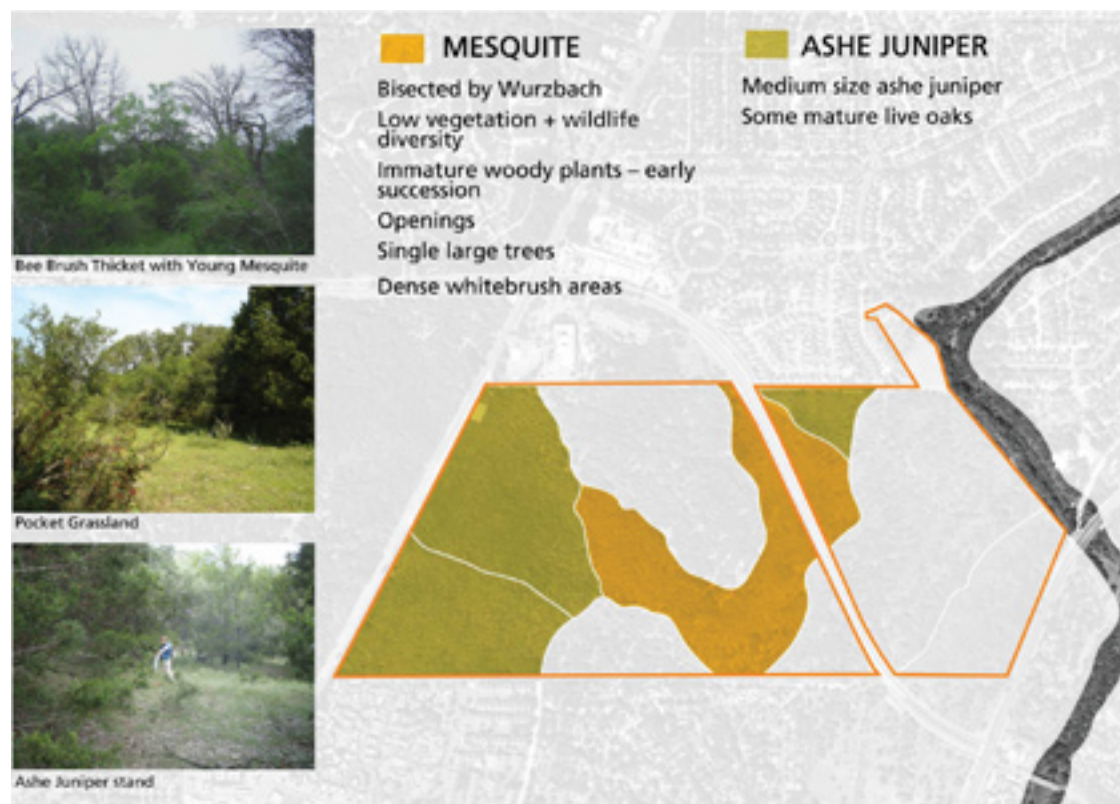 MESQUITE
Bisected by Wurzbach
Low vegetation + wildlife
diversity
Immature woody plants – early
succession
Openings
Single large trees
Dense whitebrush areas
ASHE JUNIPER
Medium size ashe juniper
Some mature live oaks
Bee Brush Thicket with Young Mesquite
Pocket Grassland
Ashe Juniper stand